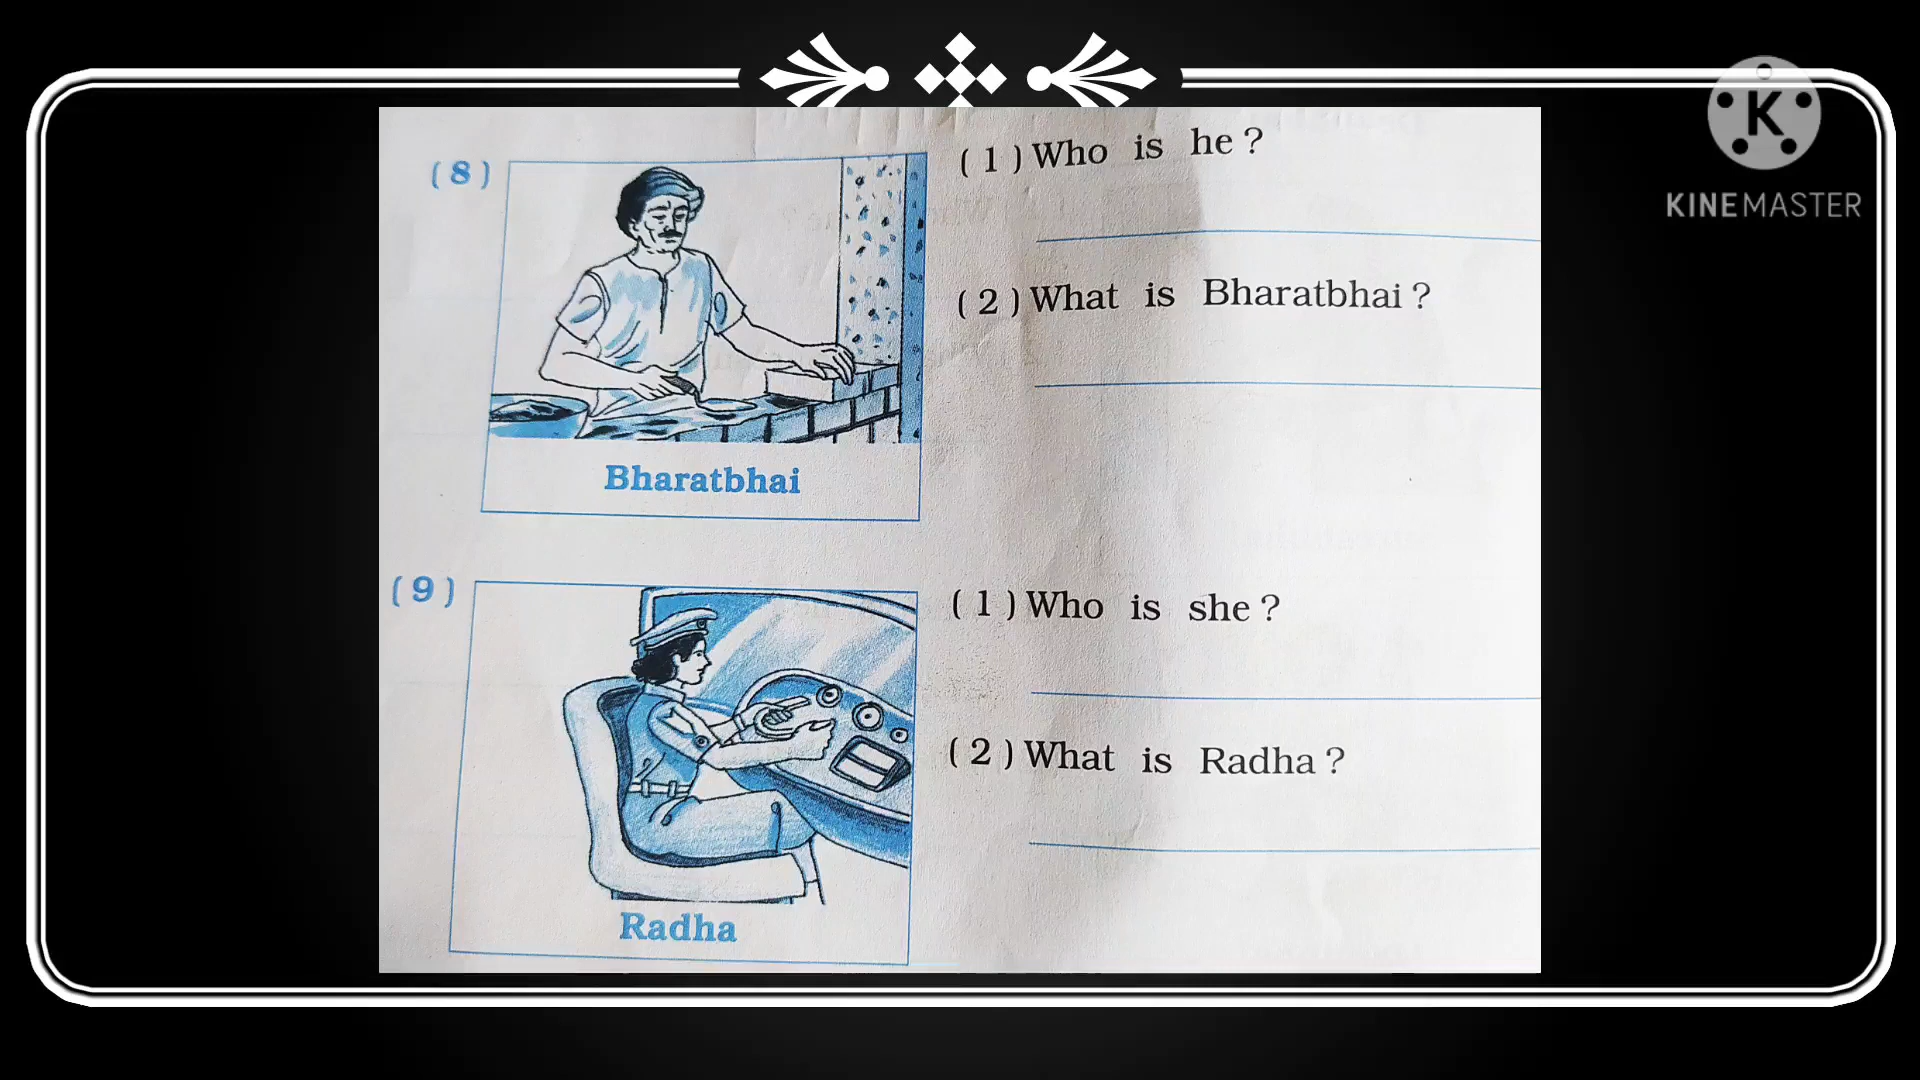 K
KINEMASTER
(8)
(1) Who is he?
(2) What is Bharatbhai?
Bharatbhai
(9)
(1) Who is she?
(2) What is Radha?
Radha